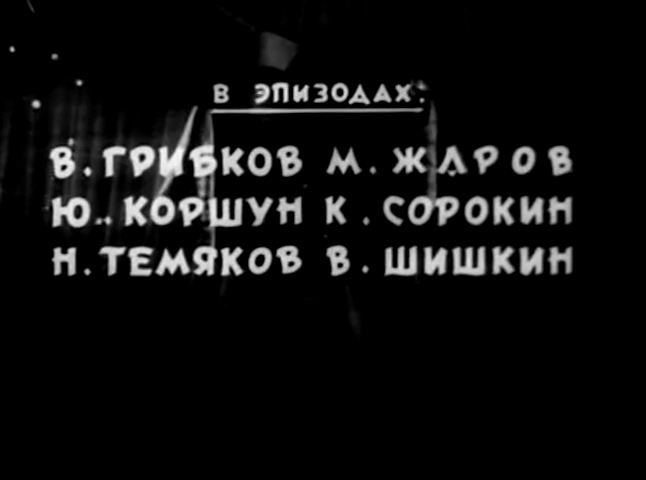 В ЭПИЗОДАХ:
В. ГРИБКОВ М. ЖАРОВ
Ю. КОРШУН К. СОРОКИН
Н. ТЕМЯКОВ В. ШИШКИН